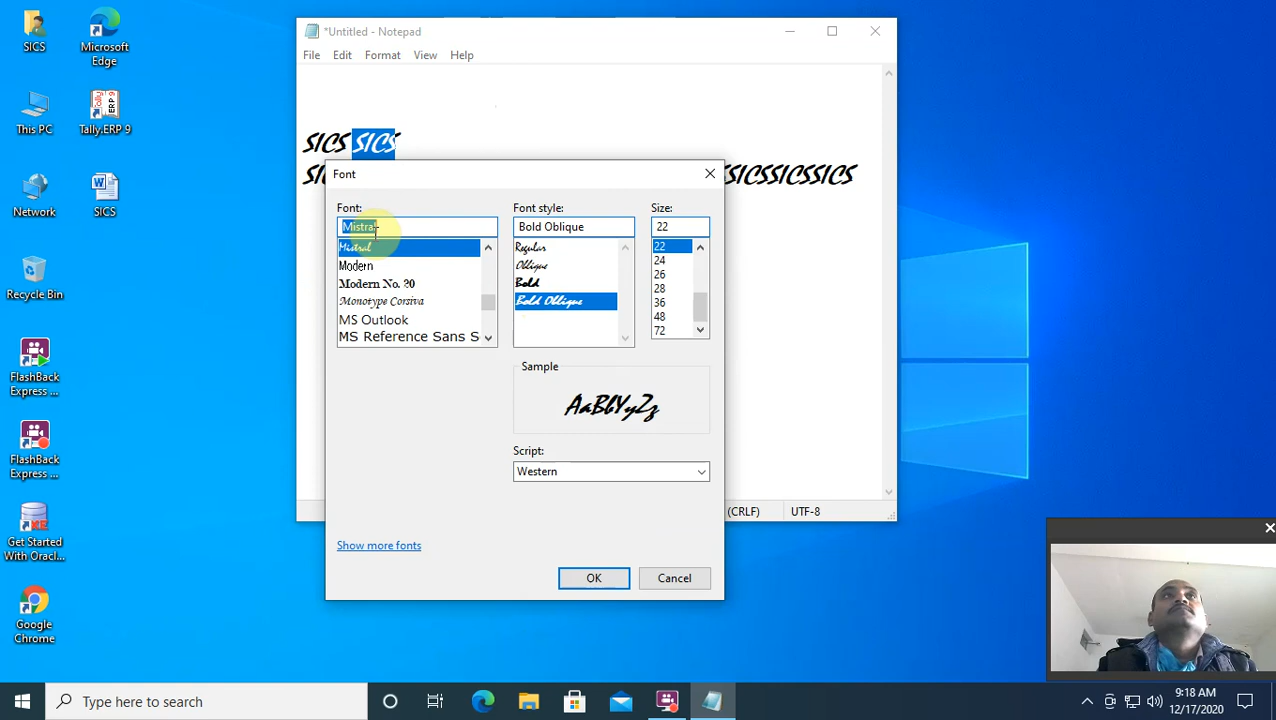 SICS
Microsoft Edge
This PC
Tally.ERP 9
Network
SICS
Recycle Bin
FlashBack Express ...
FlashBack Express ...
Get Started With Oracl...
Google Chrome
*Untitled - Notepad
File Edit Format View Help
SICS SICS
SICSSICSSICS
Font
Font: Font style: Size:
Mistral Bold Oblique 22
Mistral
Modern
Modern No. 20
Monotype Corsiva
MS Outlook
MS Reference Sans S
Regular
Oblique
Bold
Bold Oblique
22
24
26
28
36
48
72
Sample
AaBbYyZz
Script:
Western
Show more fonts
OK Cancel
(CRLF) UTF-8
Type here to search
9:18 AM
12/17/2020